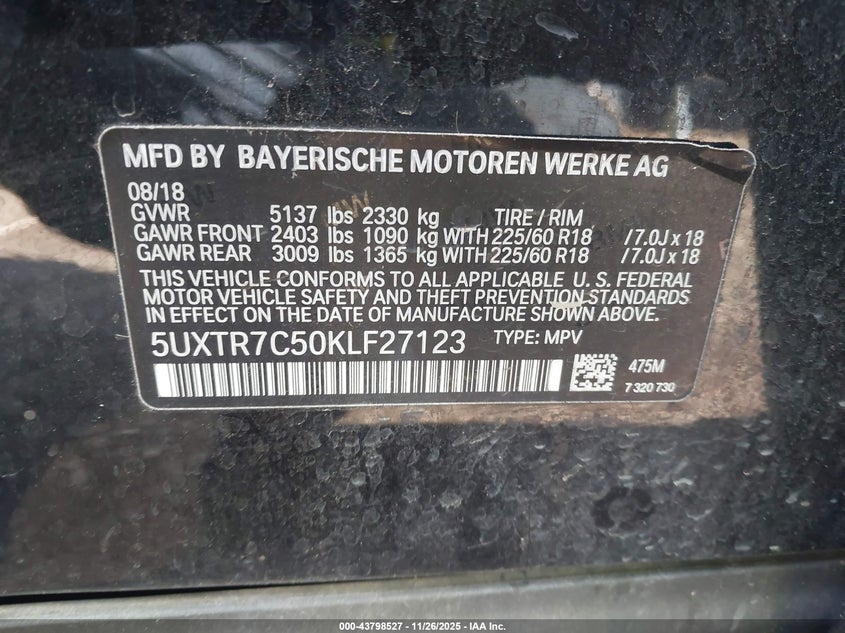 MFD BY BAYERISCHE MOTOREN WERKE AG
08/18
GVWR 5137 lbs 2330 kg TIRE / RIM
GAWR FRONT 2403 lbs 1090 kg WITH 225/60 R18 /7.0J x 18
GAWR REAR 3009 lbs 1365 kg WITH 225/60 R18 /7.0J x 18
THIS VEHICLE CONFORMS TO ALL APPLICABLE U. S. FEDERAL
MOTOR VEHICLE SAFETY AND THEFT PREVENTION STANDARDS
IN EFFECT ON THE DATE OF MANUFACTURE SHOWN ABOVE.
5UXTR7C50KLF27123 TYPE: MPV
475M
7 320 730
000-43798527 - 11/26/2025 - IAA Inc.